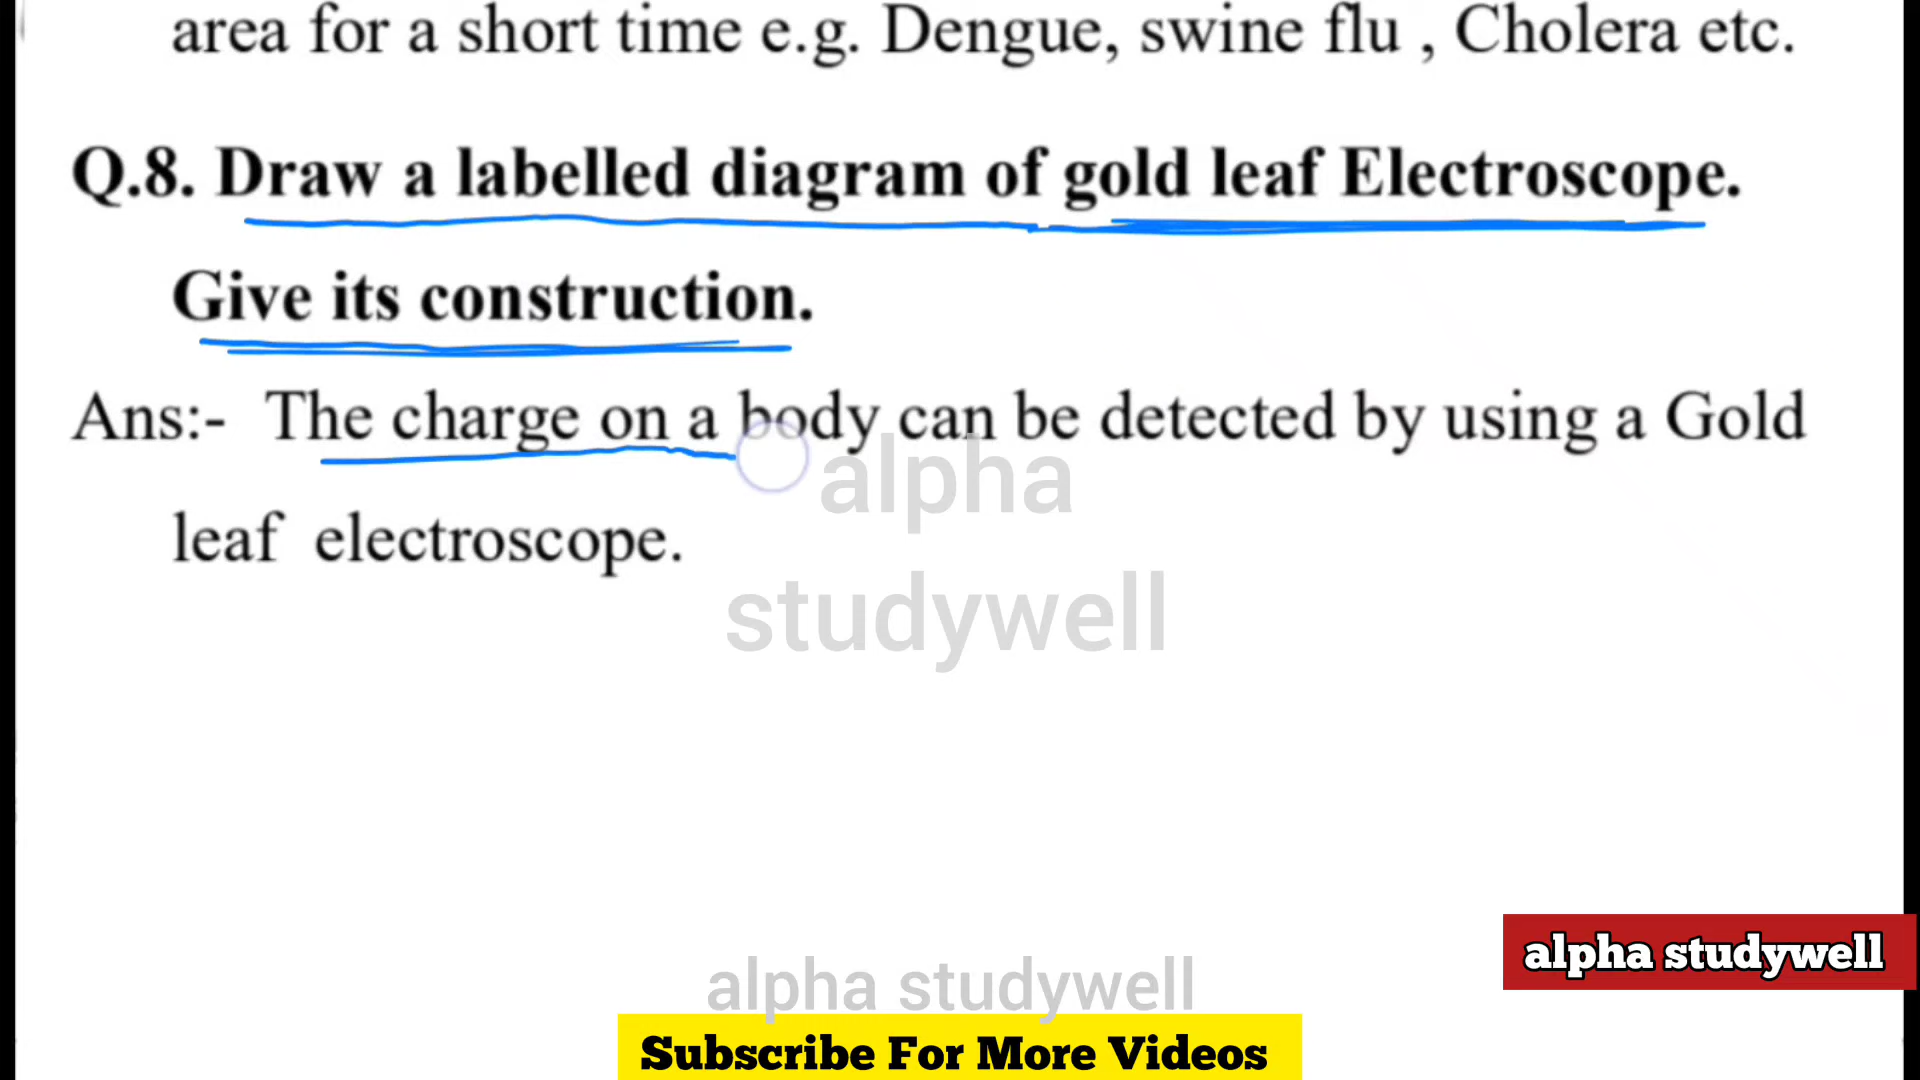 area for a short time e.g. Dengue, swine flu , Cholera etc.
Q.8. Draw a labelled diagram of gold leaf Electroscope.
Give its construction.
Ans:- The charge on a body can be detected by using a Gold
leaf electroscope.
alpha
studywell
alpha studywell
alpha studywell
Subscribe For More Videos